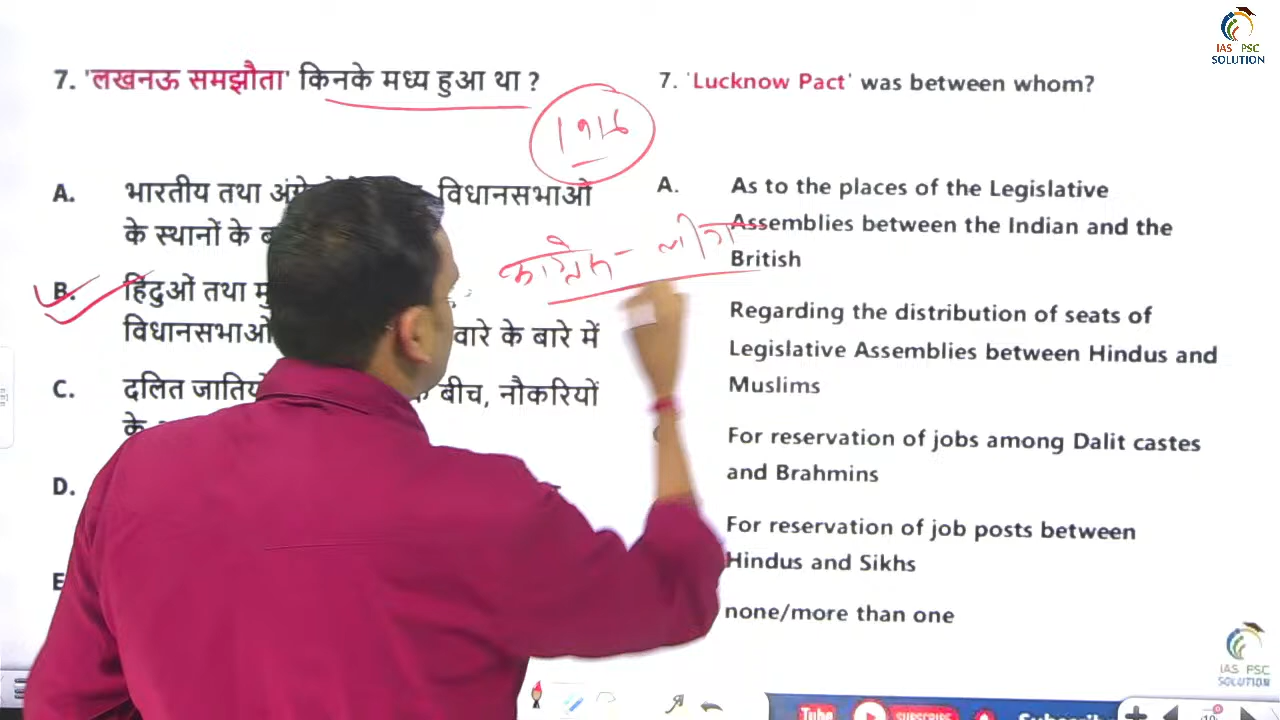 IAS PSC
SOLUTION
7. 'लखनऊ समझौता' किनके मध्य हुआ था ?
1916
A. भारतीय तथा विधानसभाओं
के स्थानों के
B. हिंदुओं तथा
विधानसभाओं के बारे में
C. दलित बीच, नौकरियों
के
D.
E
कांग्रेस - लीग
7. 'Lucknow Pact' was between whom?
A. As to the places of the Legislative
Assemblies between the Indian and the
British
Regarding the distribution of seats of
Legislative Assemblies between Hindus and
Muslims
For reservation of jobs among Dalit castes
and Brahmins
For reservation of job posts between
Hindus and Sikhs
none/more than one
IAS PSC
SOLUTION
Tube SUBSCRIBE